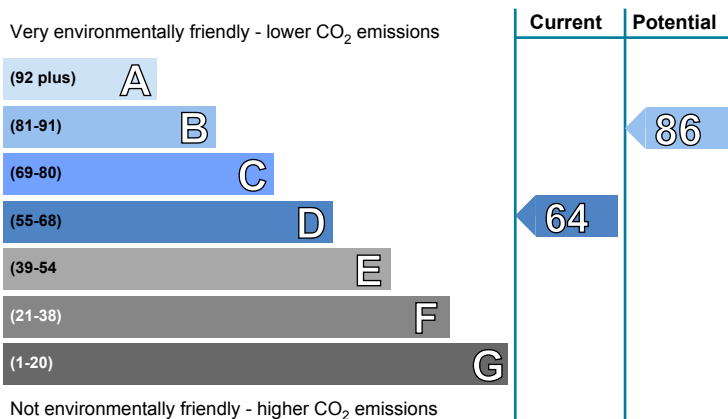 Current Potential
Very environmentally friendly - lower CO2 emissions
(92 plus) A
(81-91) B
86
(69-80) C
(55-68) D
64
(39-54 E
(21-38) F
(1-20) G
Not environmentally friendly - higher CO2 emissions